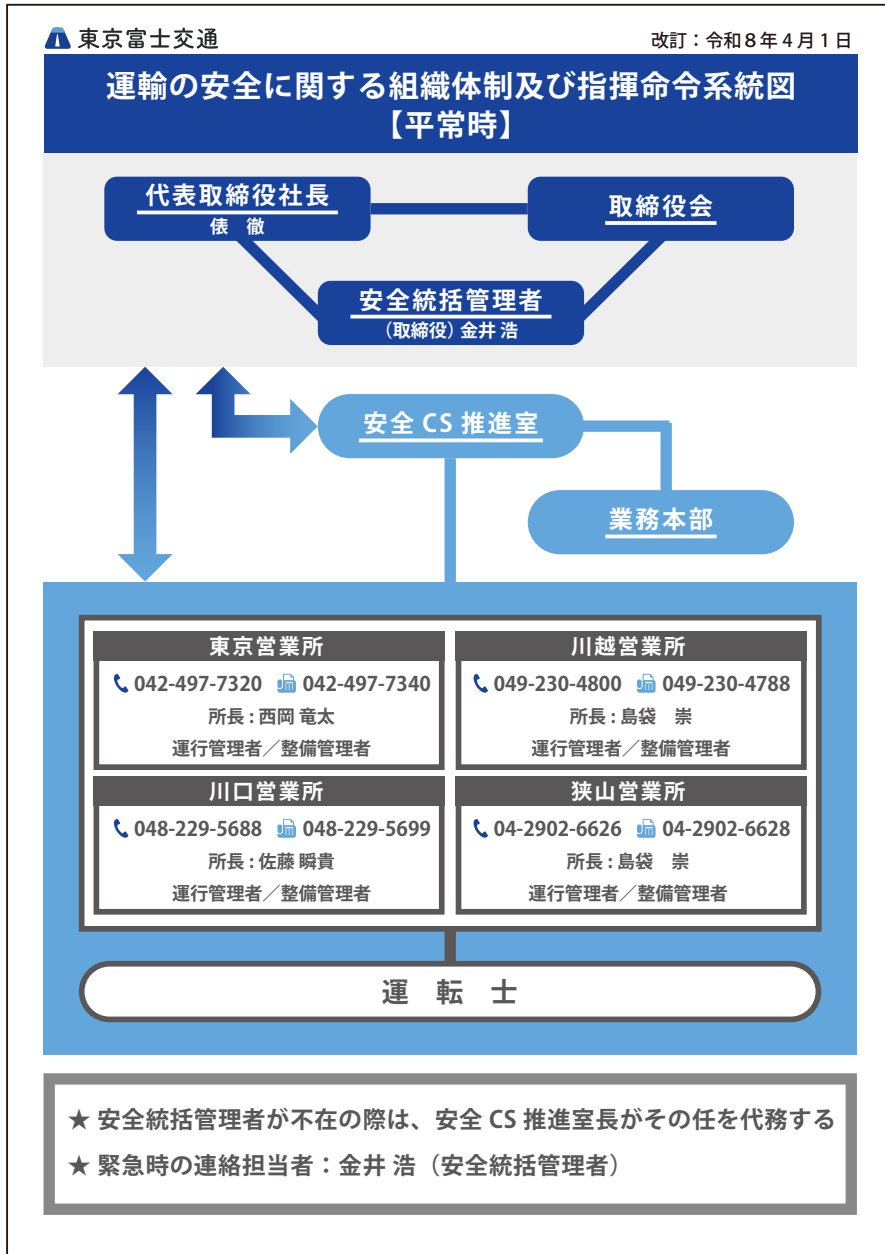 東京富士交通
改訂：令和8年4月1日
運輸の安全に関する組織体制及び指揮命令系統図
【平常時】
代表取締役社長
俵　徹
取締役会
安全統括管理者
（取締役）金井 浩
安全 CS 推進室
業務本部
東京営業所
042-497-7320 042-497-7340
所長 : 西岡 竜太
運行管理者／整備管理者
川越営業所
049-230-4800 049-230-4788
所長 : 島袋　崇
運行管理者／整備管理者
川口営業所
048-229-5688 048-229-5699
所長 : 佐藤 瞬貴
運行管理者／整備管理者
狭山営業所
04-2902-6626 04-2902-6628
所長 : 島袋　崇
運行管理者／整備管理者
運　転　士
★ 安全統括管理者が不在の際は、安全 CS 推進室長がその任を代務する
★ 緊急時の連絡担当者：金井 浩（安全統括管理者）